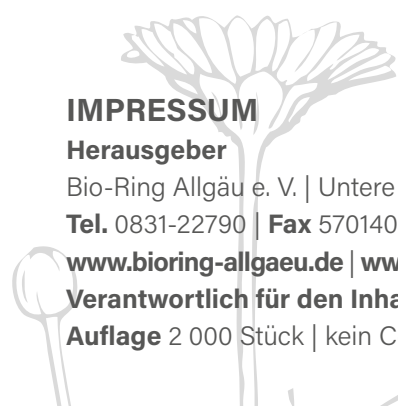 IMPRESSUM
Herausgeber
Bio-Ring Allgäu e. V. | Untere
Tel. 0831-22790 | Fax 570140
www.bioring-allgaeu.de | ww
Verantwortlich für den Inha
Auflage 2 000 Stück | kein C